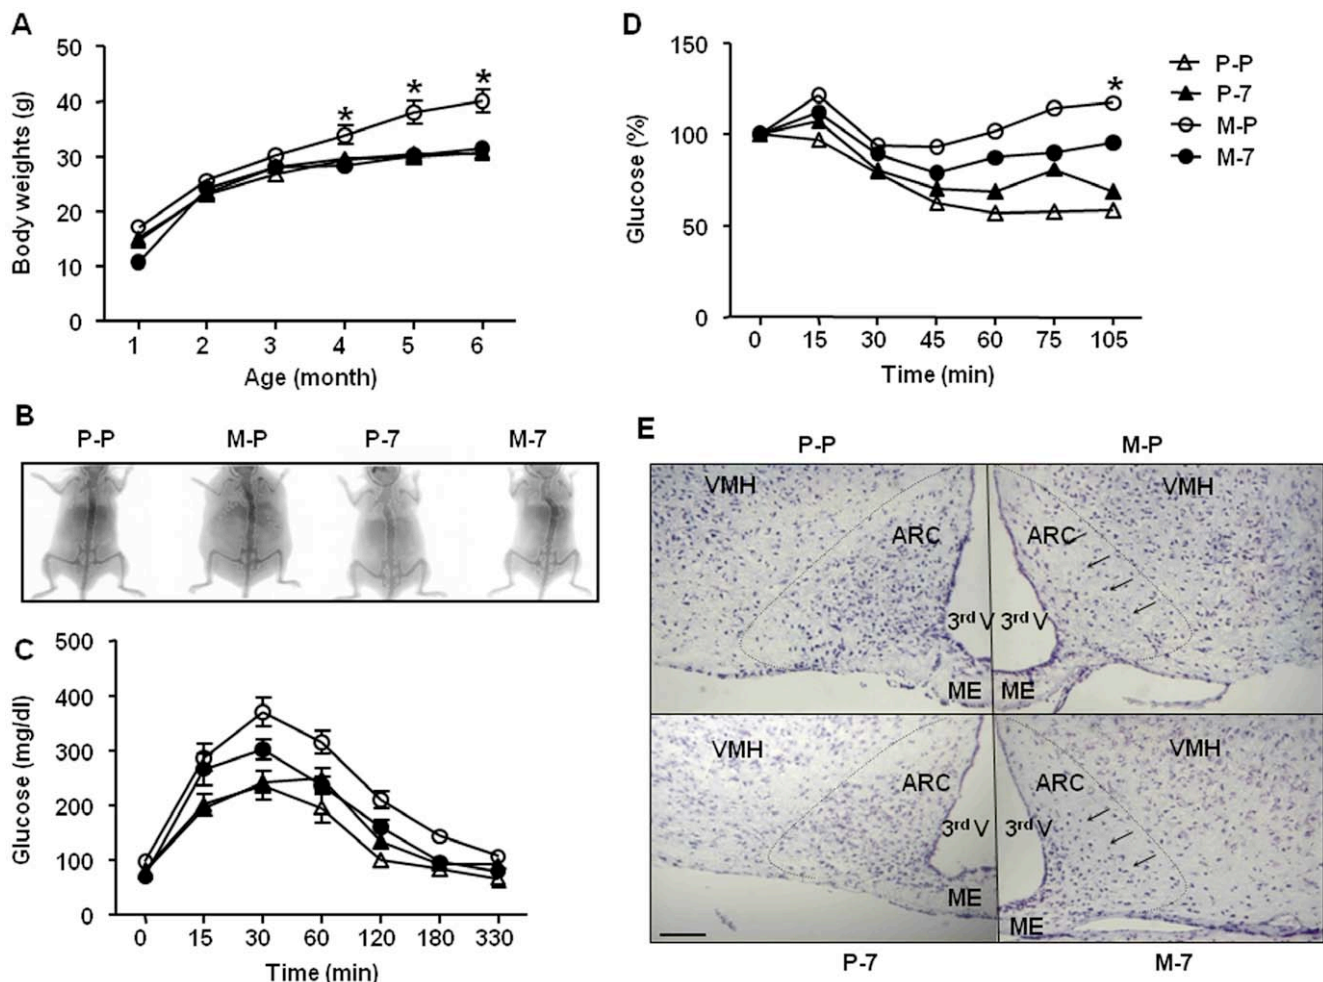 A
50
40
30
20
10
0
Body weights (g)
* * *
1 2 3 4 5 6
Age (month)
D
150
100
50
0
Glucose (%)
*
0 15 30 45 60 75 105
Time (min)
P-P
P-7
M-P
M-7
B
P-P M-P P-7 M-7
C
500
400
300
200
100
0
Glucose (mg/dl)
0 15 30 60 120 180 330
Time (min)
E
P-P M-P
VMH VMH
ARC ARC
3rd V 3rd V
ME ME
VMH VMH
ARC ARC
3rd V 3rd V
ME
ME
P-7 M-7